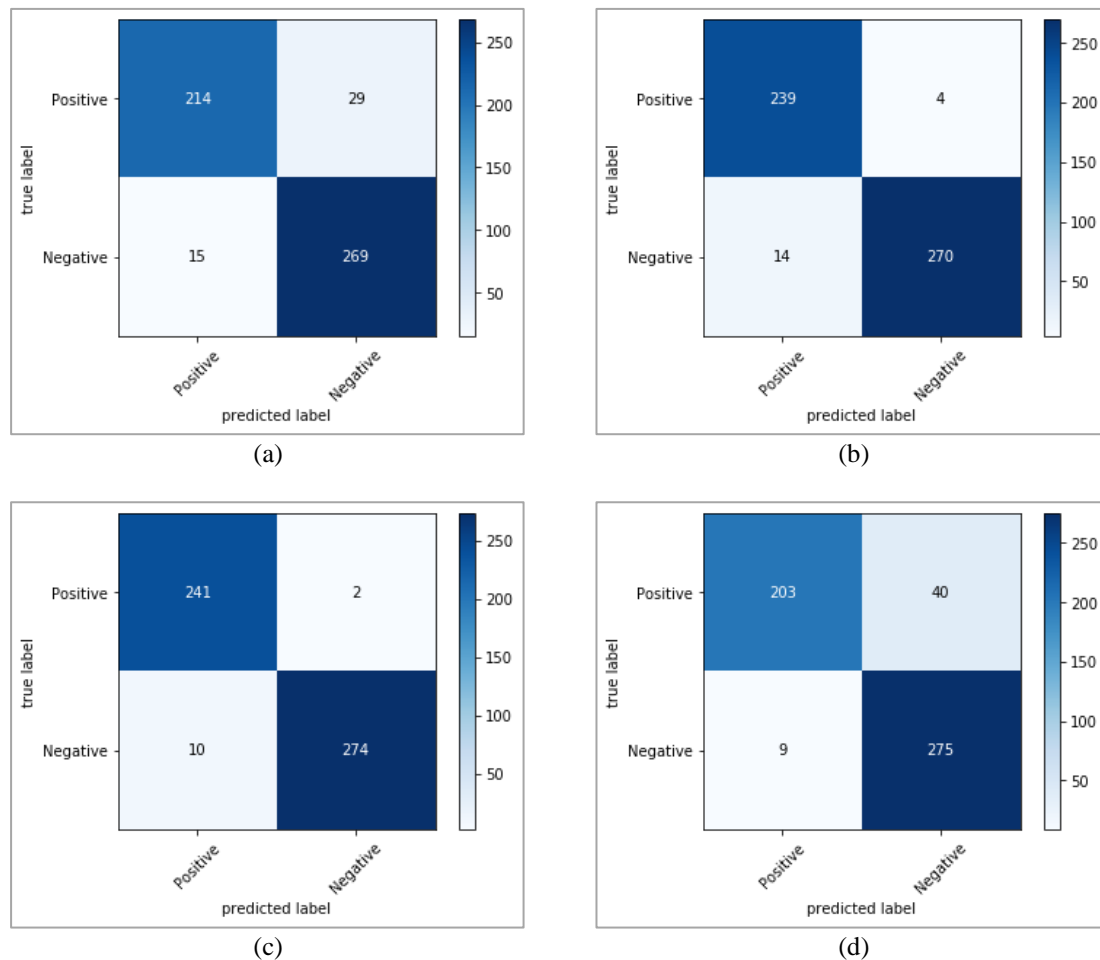 Positive 214 29 250
200
true label 150
100
Negative 15 269 50
Positive Negative
predicted label
(a)
Positive 239 4 250
200
true label 150
100
Negative 14 270 50
Positive Negative
predicted label
(b)
Positive 241 2 250
200
true label 150
100
Negative 10 274 50
Positive Negative
predicted label
(c)
Positive 203 40 250
200
true label 150
100
Negative 9 275 50
Positive Negative
predicted label
(d)